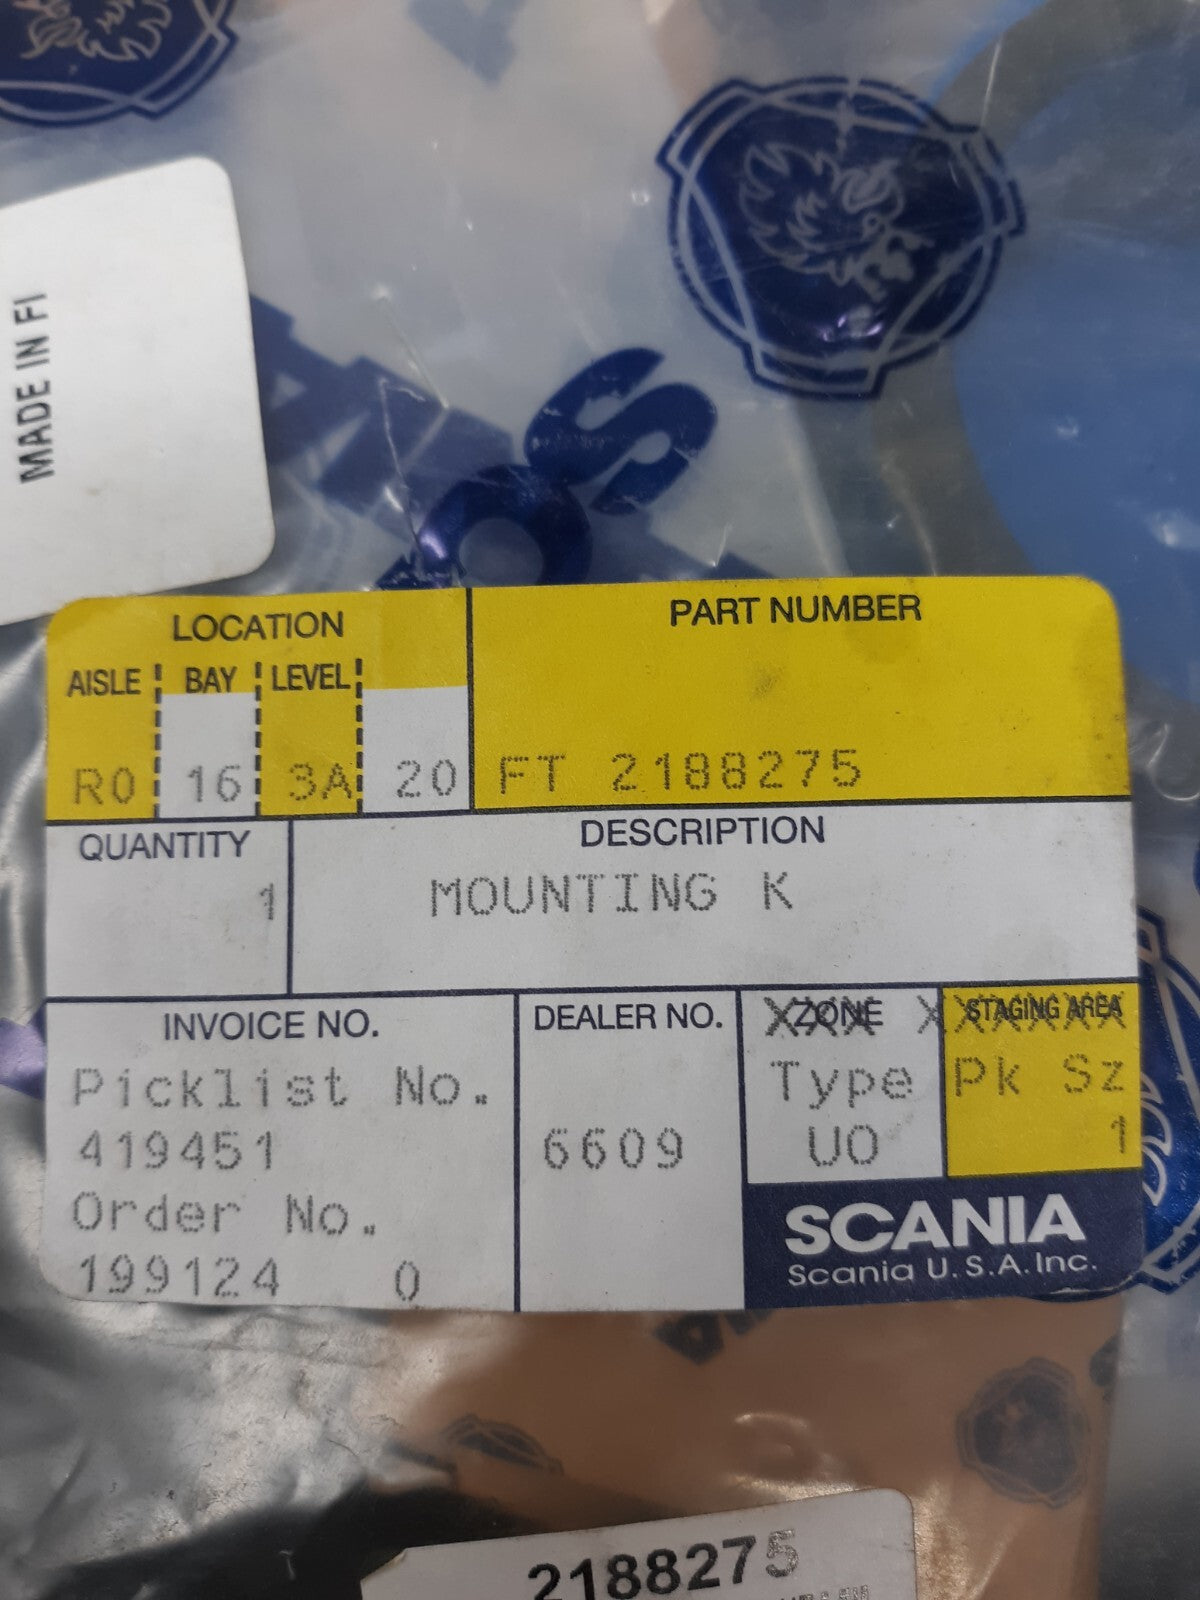 MADE IN FI
LOCATION
AISLE BAY LEVEL
R0 16 3A 20
PART NUMBER
FT 2188275
QUANTITY
1
DESCRIPTION
MOUNTING K
INVOICE NO.
Picklist No.
419451
Order No.
199124 0
DEALER NO.
6609
ZONE
Type
UO
STAGING AREA
Pk Sz
1
SCANIA
Scania U.S.A. Inc.
2188275